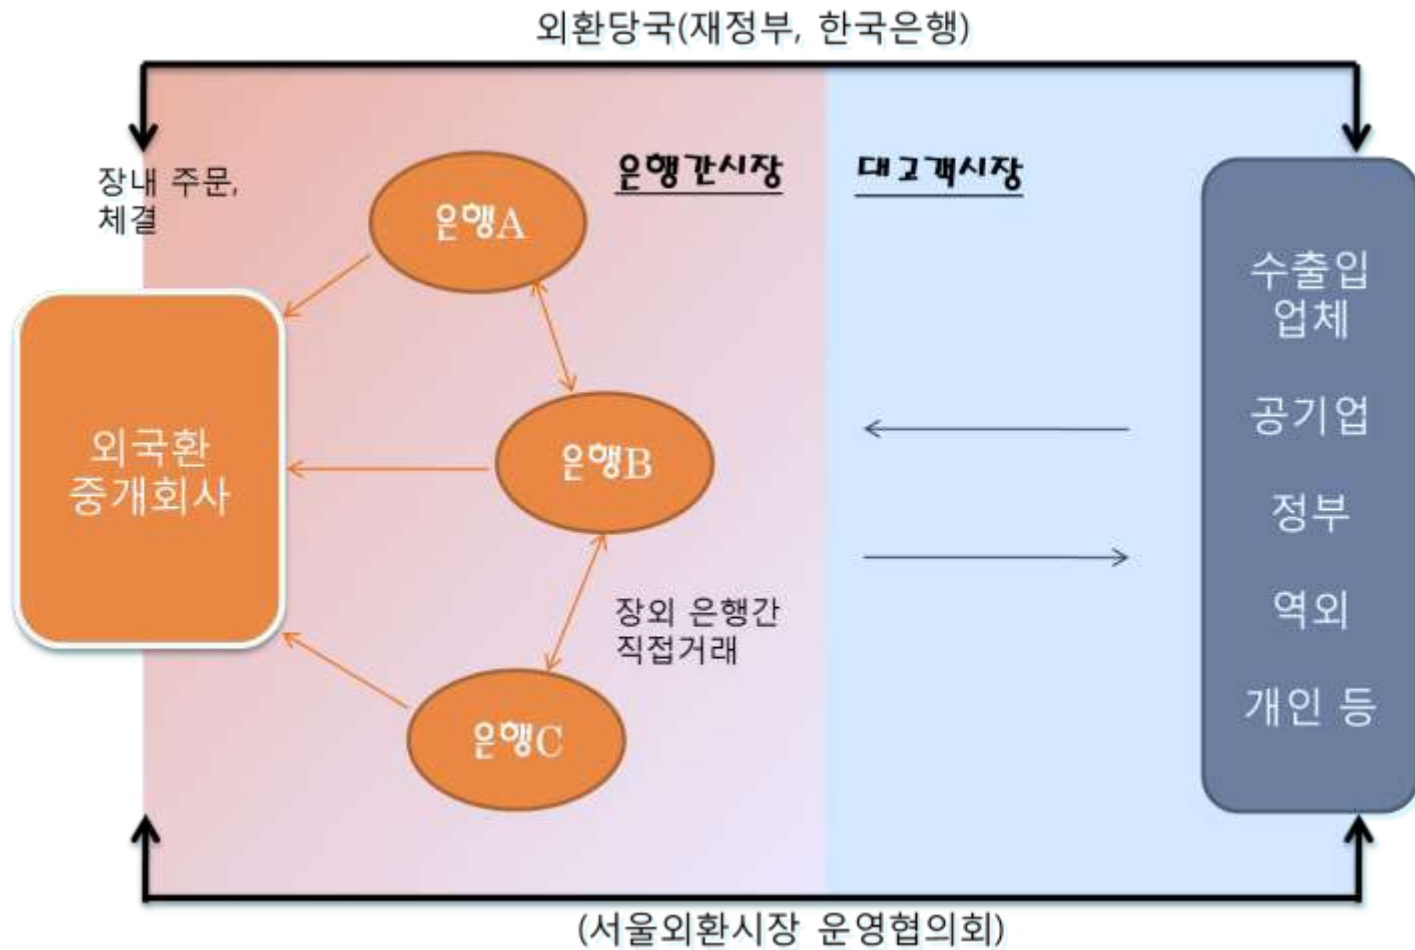 외환당국(재정부, 한국은행)
장내 주문,
체결
은행간시장
대고객시장
은행A
수출입
업체
외국환
중개회사
은행B
공기업
정부
장외 은행간
직접거래
역외
은행C
개인 등
(서울외환시장 운영협의회)